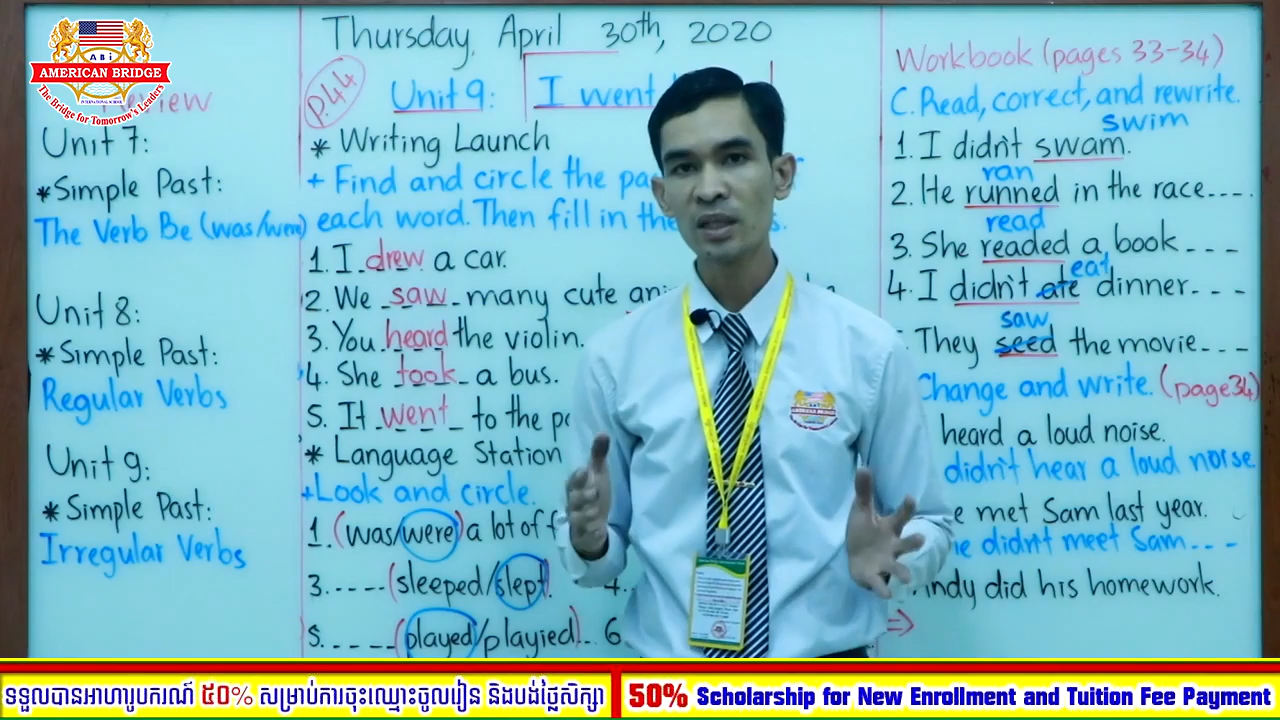 Thursday, April 30th, 2020
ABi
AMERICAN BRIDGE
INTERNATIONAL SCHOOL
The Bridge for Tomorrow's Leaders
Review
Unit 7:
*Simple Past:
The Verb Be (was/were)
Unit 8:
*Simple Past:
Regular Verbs
Unit 9:
*Simple Past:
Irregular Verbs
P.44
Unit 9: I went
* Writing Launch
+ Find and circle the
each word. Then fill in the
1. I drew a car.
2. We saw many cute
3. You heard the violin.
4. She took a bus.
5. It went to the
* Language Station
+Look and circle.
1. (was/were) a lot of
3. ----(sleeped/slept).
4.
5. -----(played/playied)..
6
Workbook (pages 33-34)
C. Read, correct, and rewrite.
swim
1. I didn't swam.
ran
2. He runned in the race....
read
3. She readed a book ---
eat
4. I didn't ate dinner.---
saw
They seed the movie...
Change and write. (page34)
heard a loud noise.
didn't hear a loud noise
met Sam last year.
didn't meet Sam...
did his homework.
AMERICAN BRIDGE
ទទួលបានអាហារូបករណ៍ ៥០% សម្រាប់ការចុះឈ្មោះចូលរៀន និងបង់ថ្លៃសិក្សា
50% Scholarship for New Enrollment and Tuition Fee Payment